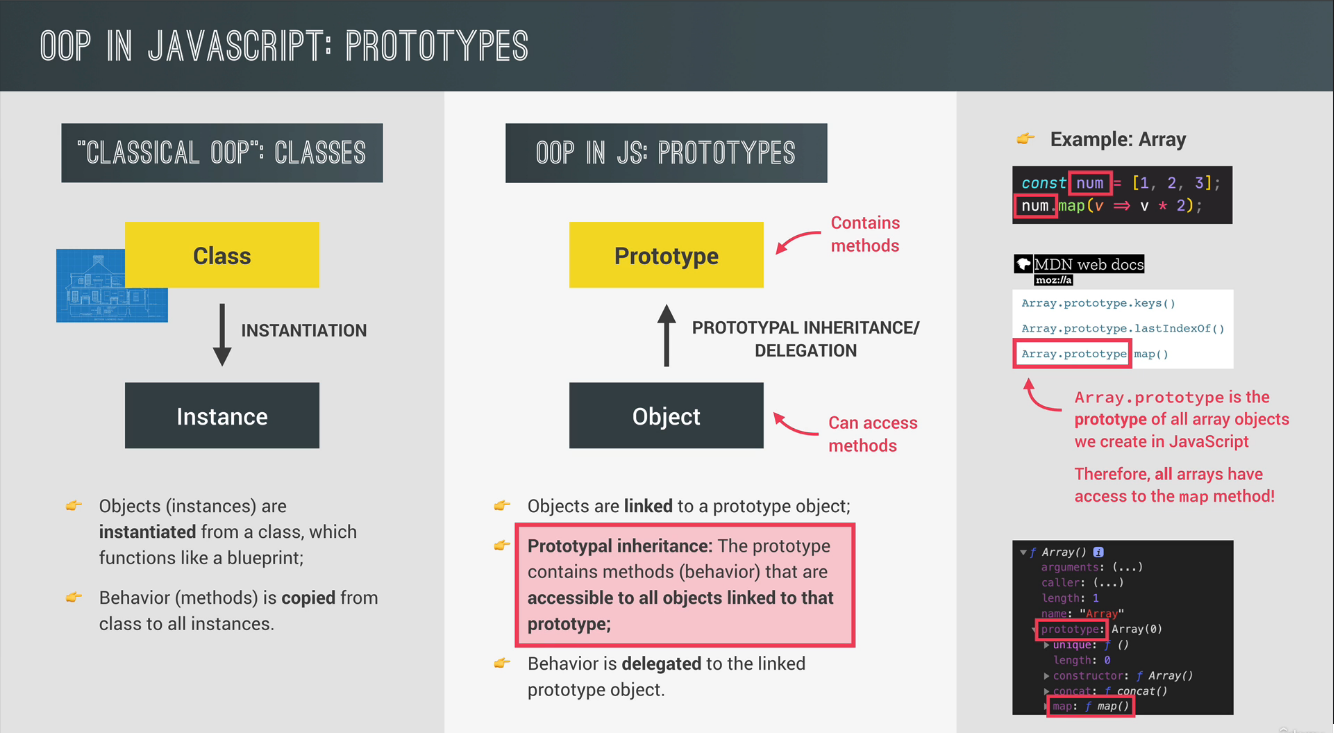 OOP IN JAVASCRIPT: PROTOTYPES
"CLASSICAL OOP": CLASSES
Class
INSTANTIATION
Instance
Objects (instances) are
instantiated from a class, which
functions like a blueprint;
Behavior (methods) is copied from
class to all instances.
OOP IN JS: PROTOTYPES
Prototype
Contains
methods
PROTOTYPAL INHERITANCE/
DELEGATION
Object
Can access
methods
Objects are linked to a prototype object;
Prototypal inheritance: The prototype
contains methods (behavior) that are
accessible to all objects linked to that
prototype;
Behavior is delegated to the linked
prototype object.
Example: Array
const num = [1, 2, 3];
num.map(v => v * 2);
MDN web docs
moz://a
Array.prototype.keys()
Array.prototype.lastIndexOf()
Array.prototype.map()
Array.prototype is the
prototype of all array objects
we create in JavaScript
Therefore, all arrays have
access to the map method!
▼ƒ Array() i
arguments: (...)
caller: (...)
length: 1
name: "Array"
▼prototype: Array(0)
▶unique: ƒ ()
length: 0
▶constructor: ƒ Array()
▶concat: ƒ concat()
▶map: ƒ map()